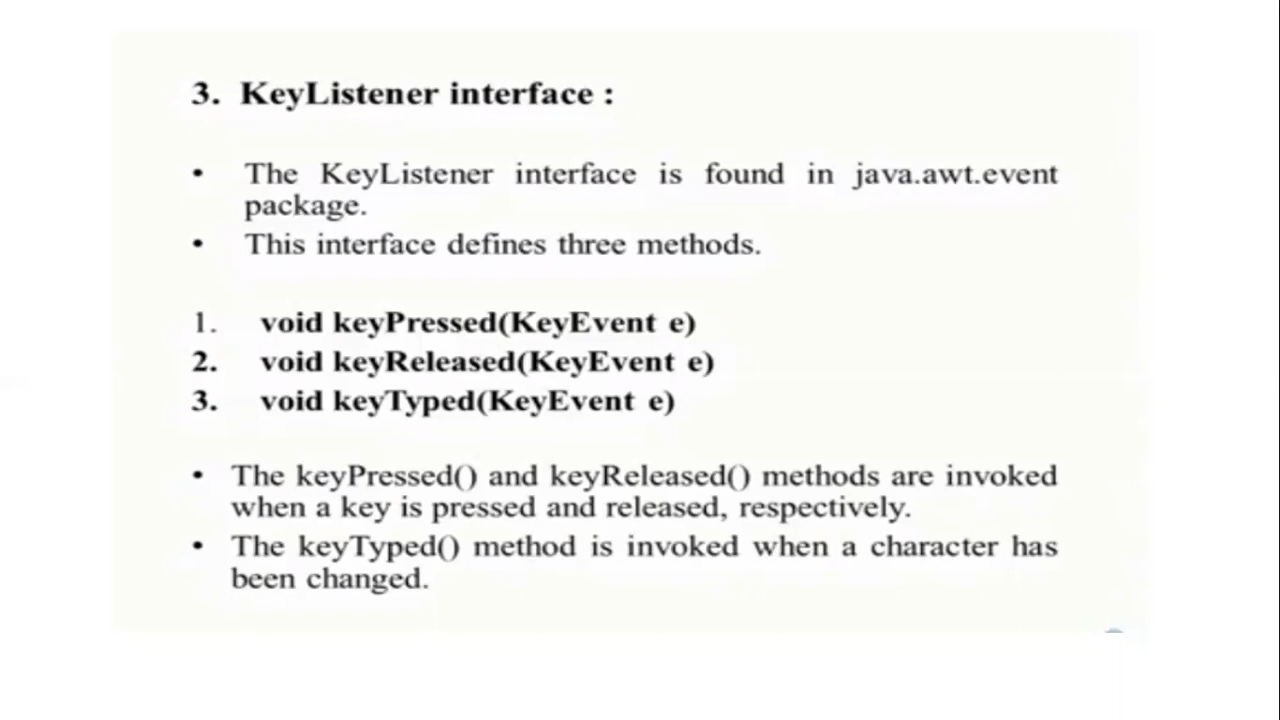 3. KeyListener interface :
• The KeyListener interface is found in java.awt.event
package.
• This interface defines three methods.
1. void keyPressed(KeyEvent e)
2. void keyReleased(KeyEvent e)
3. void keyTyped(KeyEvent e)
• The keyPressed() and keyReleased() methods are invoked
when a key is pressed and released, respectively.
• The keyTyped() method is invoked when a character has
been changed.